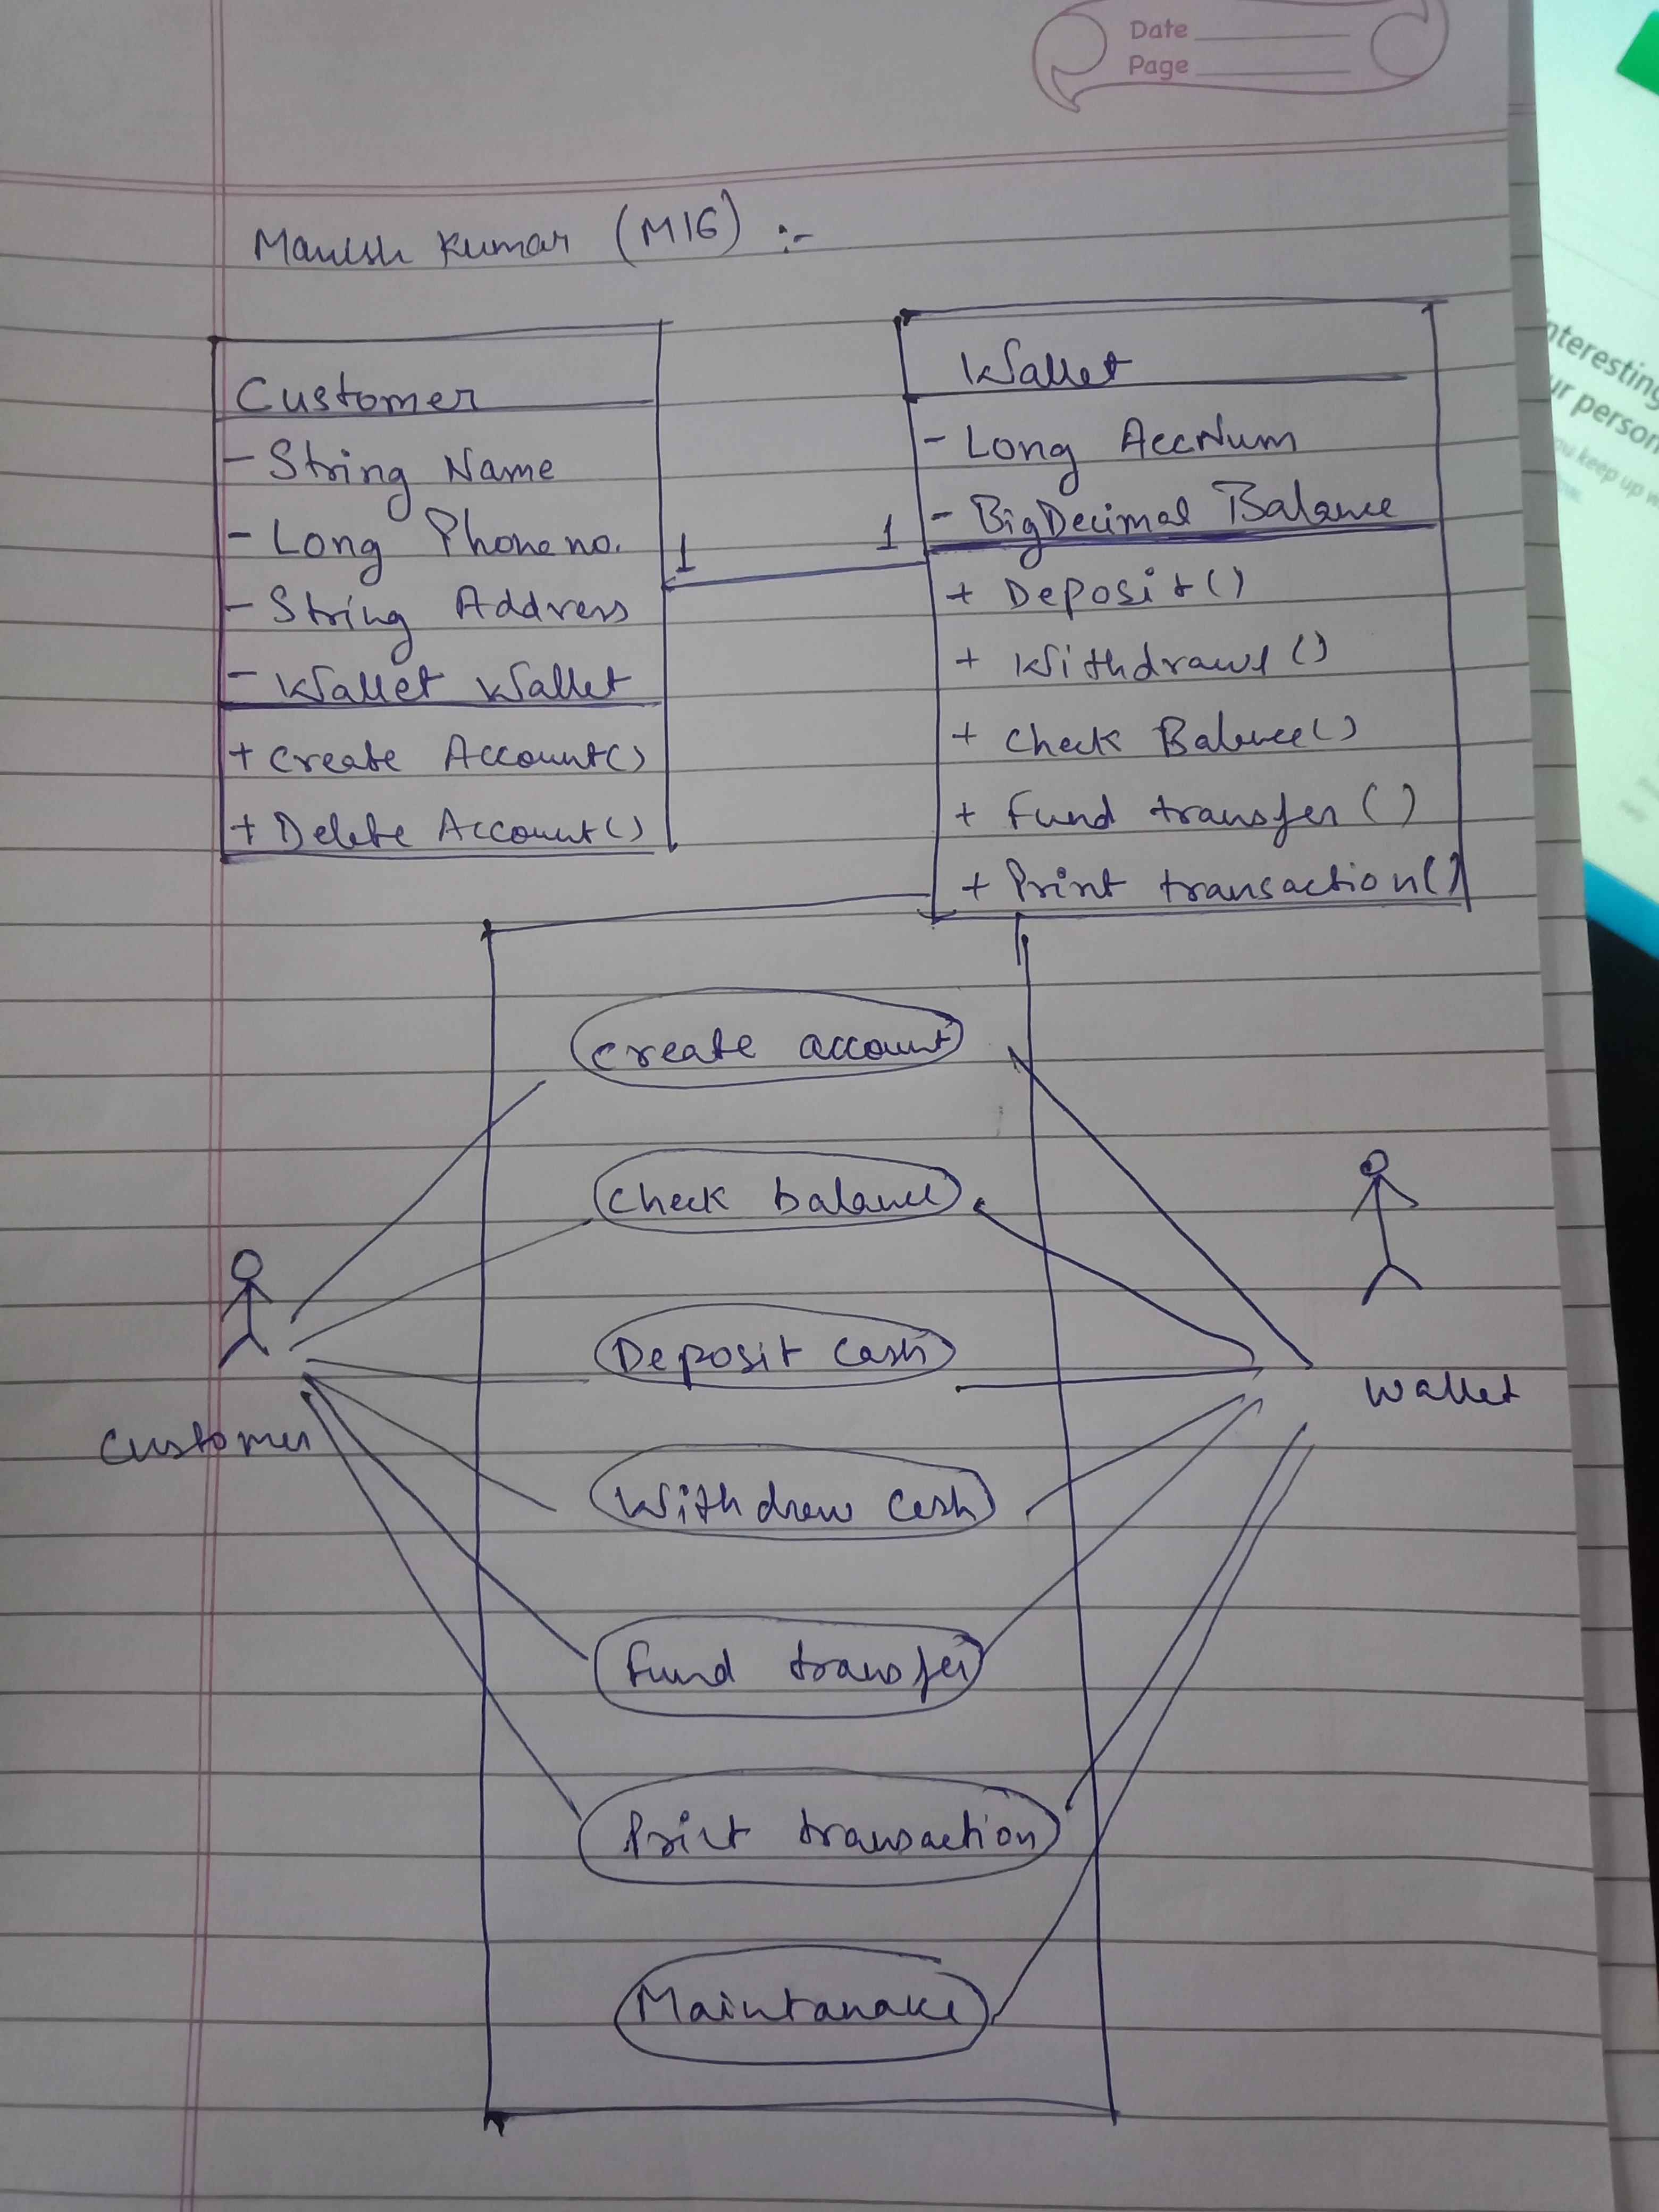 Date
Page
Manish Kumar (M16) :-
Customer
- String Name
- Long Phone no.
- String Address
- Wallet Wallet
+ Create Account()
+ Delete Account()
1
1
Wallet
- Long AccNum
- BigDecimal Balance
+ Deposit()
+ Withdrawl()
+ Check Balance()
+ Fund transfer()
+ Print transaction()
Create account
Check balance
Deposit Cash
Withdrew Cash
Fund transfer
Print transaction
Customer
Wallet
nteresting
ur person
ou keep up w